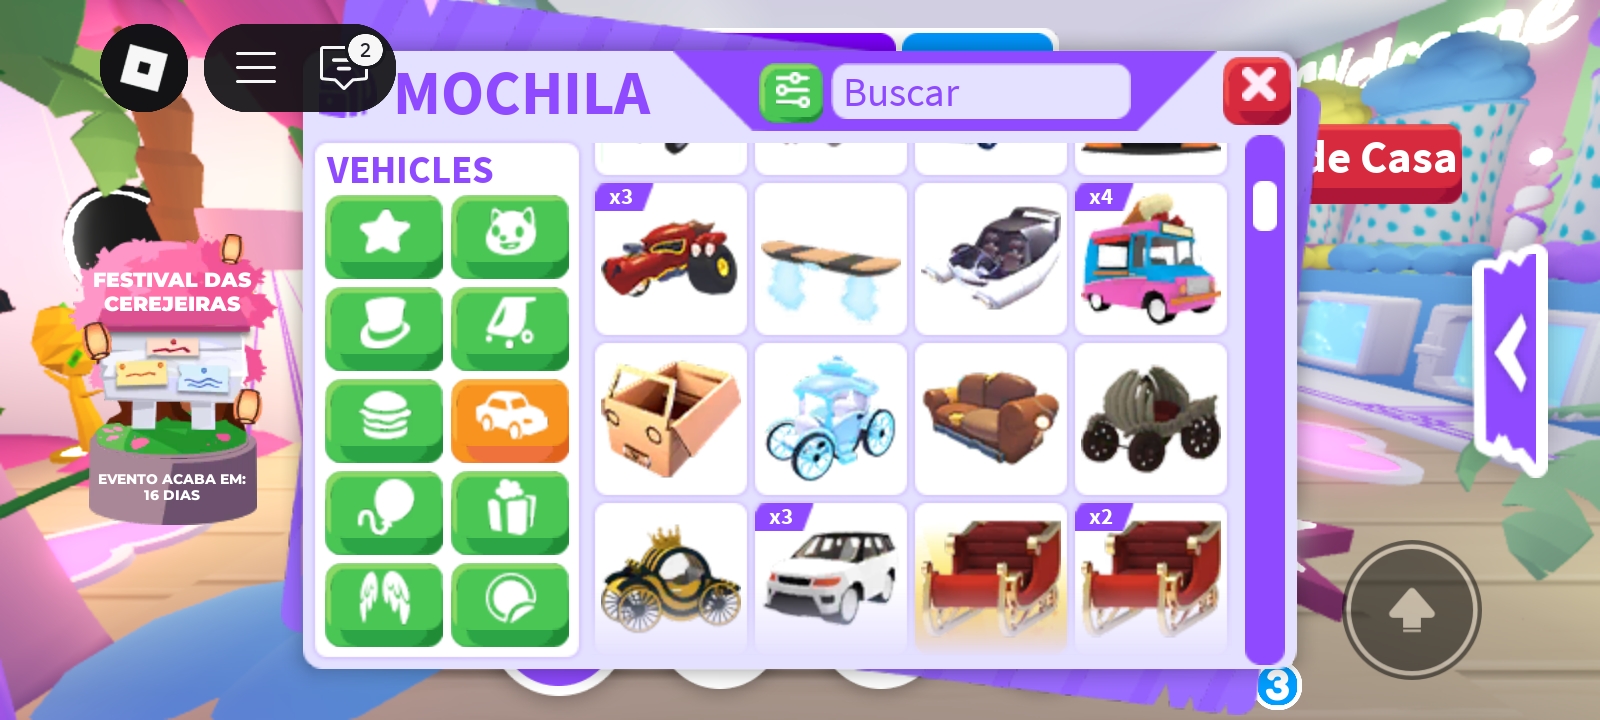 2
MOCHILA
Buscar
de Casa
VEHICLES
x3
x4
x3
x2
FESTIVAL DAS
CEREJEIRAS
EVENTO ACABA EM:
16 DIAS
3